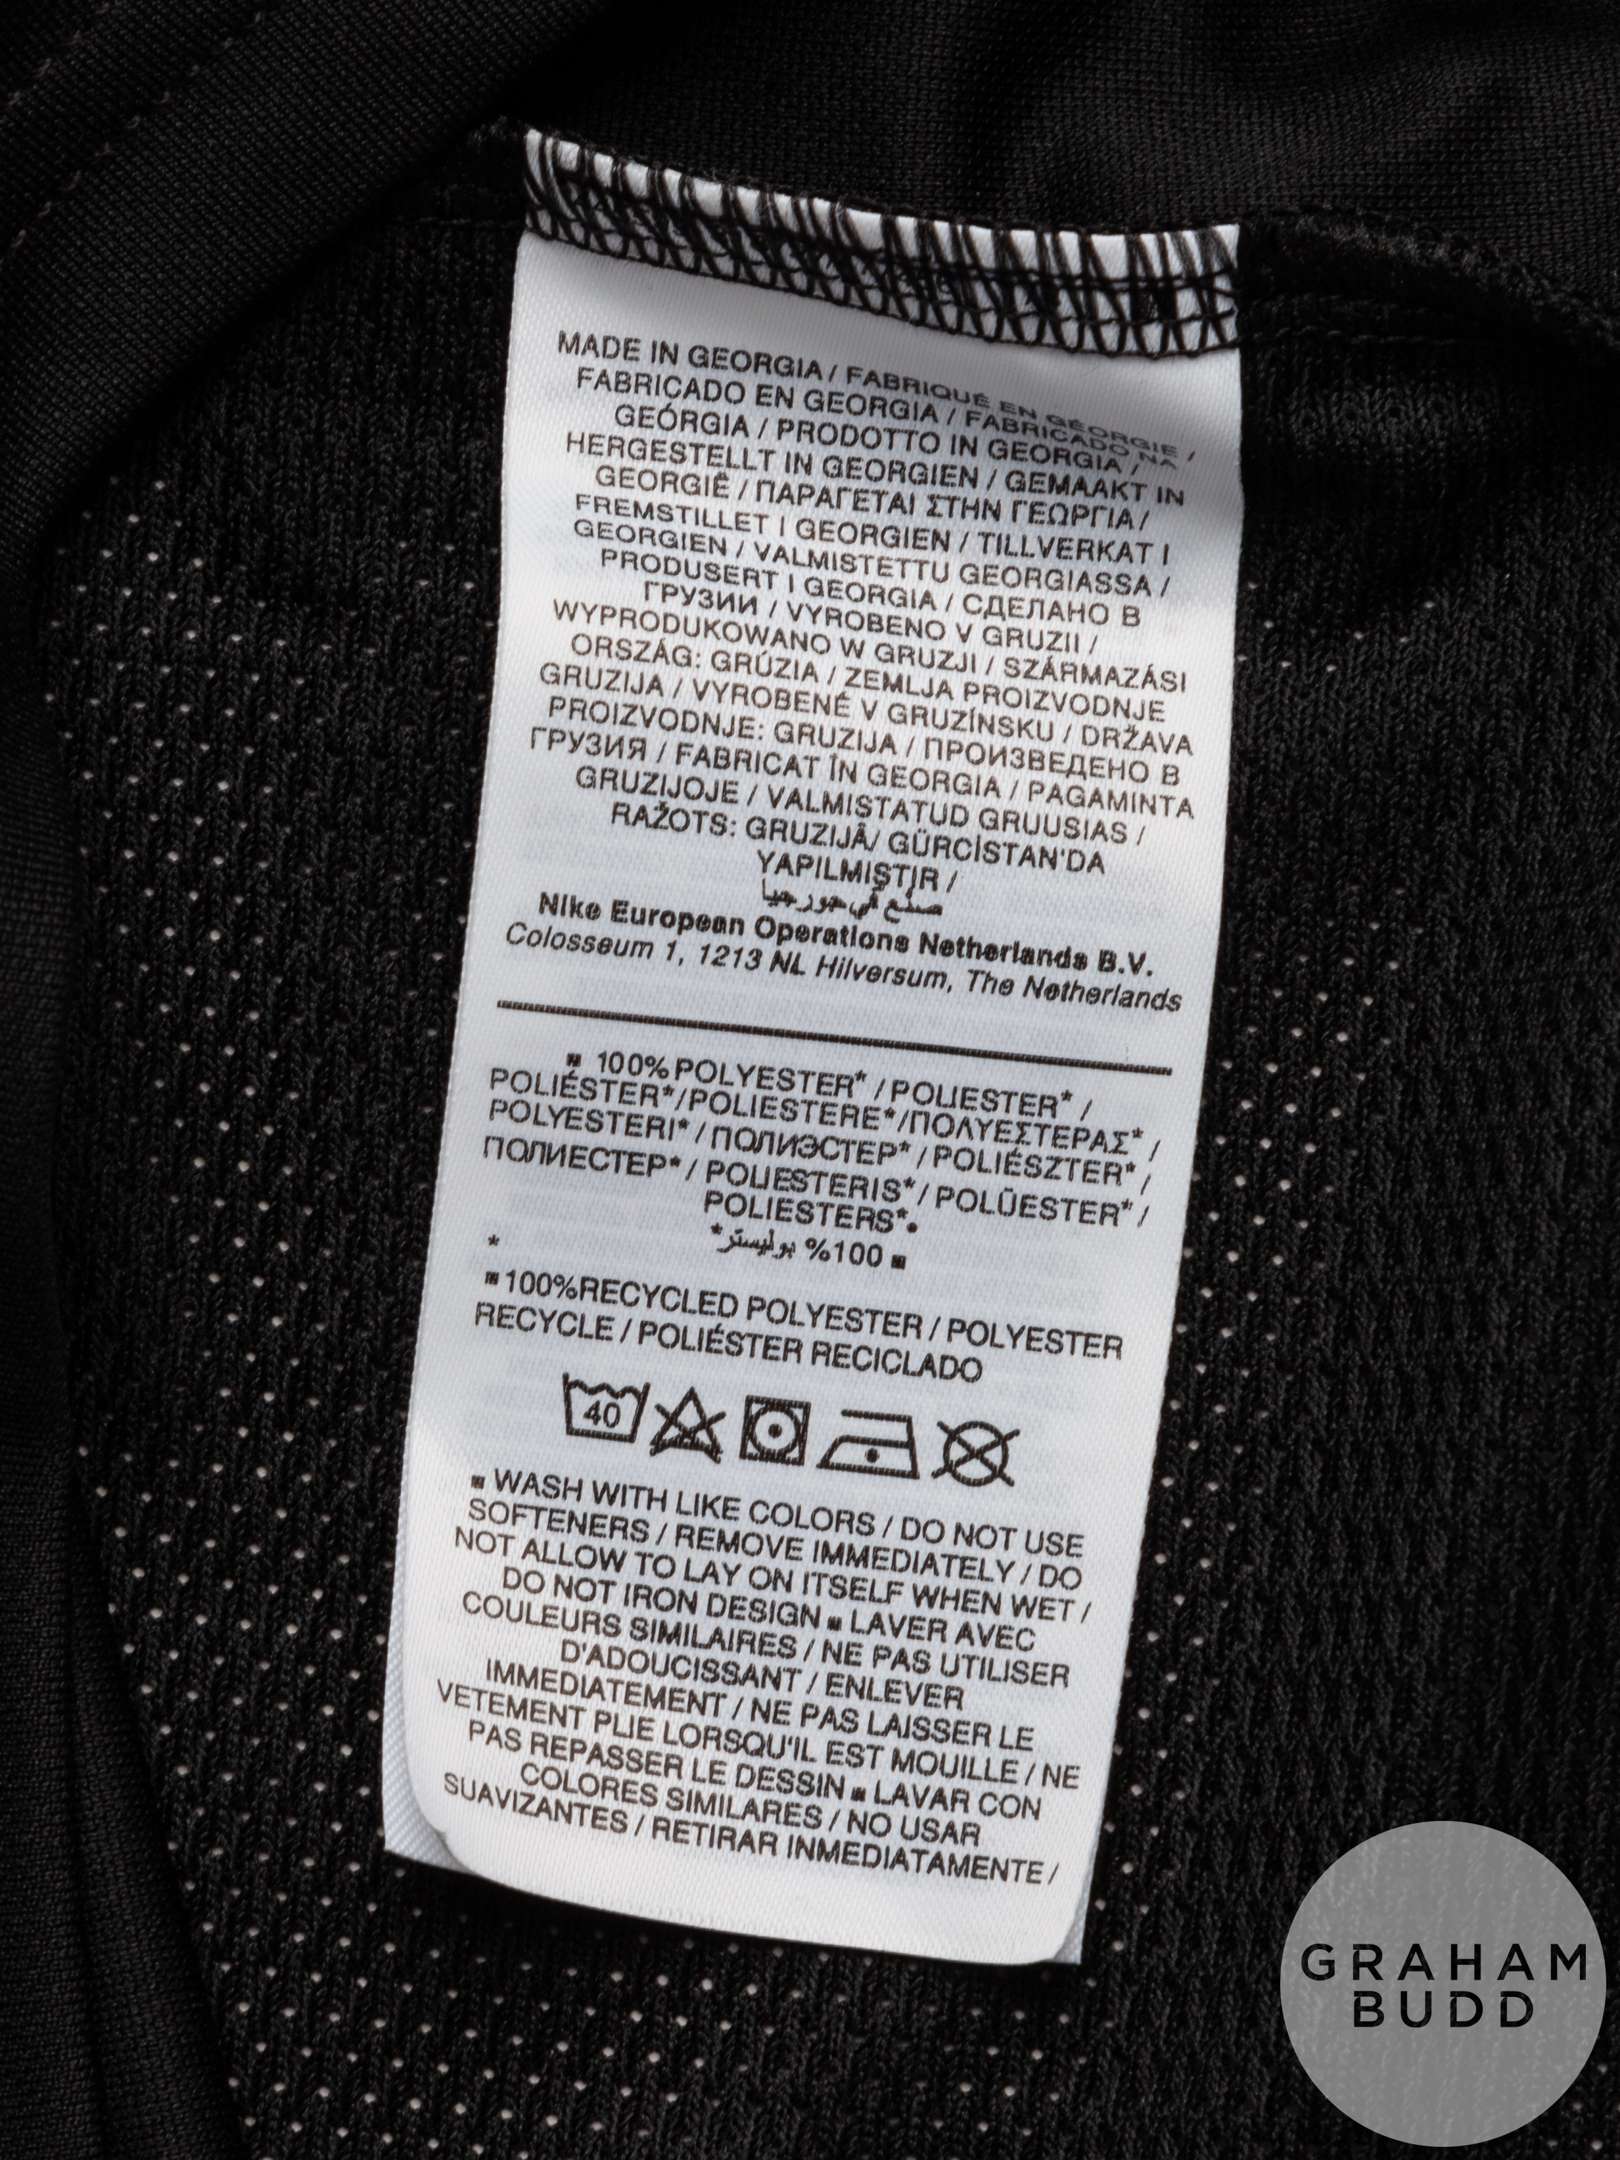 MADE IN GEORGIA / FABRIQUÉ EN GÉORGIE /
FABRICADO EN GEORGIA / FABRICADO NA
GEÓRGIA / PRODOTTO IN GEORGIA /
HERGESTELLT IN GEORGIEN / GEMAAKT IN
GEORGIË / ΠΑΡΑΓΕΤΑΙ ΣΤΗΝ ΓΕΩΡΓΙΑ/
FREMSTILLET I GEORGIEN / TILLVERKAT I
GEORGIEN / VALMISTETTU GEORGIASSA /
PRODUSERT I GEORGIA / СДЕЛАНО В
ГРУЗИИ / VYROBENO V GRUZII /
WYPRODUKOWANO W GRUZJI / SZÁRMAZÁSI
ORSZÁG: GRÚZIA / ZEMLJA PROIZVODNJE
GRUZIJA / VYROBENÉ V GRUZÍNSKU / DRŽAVA
PROIZVODNJE: GRUZIJA / ПРОИЗВЕДЕНО В
ГРУЗИЯ / FABRICAT ÎN GEORGIA / PAGAMINTA
GRUZIJOJE / VALMISTATUD GRUUSIAS /
RAŽOTS: GRUZIJĀ/ GÜRCİSTAN'DA
YAPILMIŞTIR /
صنع في جورجيا
Nike European Operations Netherlands B.V.
Colosseum 1, 1213 NL Hilversum, The Netherlands
■ 100% POLYESTER* / POLIESTER* /
POLIÉSTER*/POLIESTERE*/ΠΟΛΥΕΣΤΕΡΑΣ* /
POLYESTERI* / ПОЛИЭСТЕР* / POLIÉSZTER* /
ПОЛИЕСТЕР* / POLIESTERIS* / POLÜESTER* /
POLIESTERS*.
■ 100% بوليستر*
*
■ 100%RECYCLED POLYESTER / POLYESTER
RECYCLE / POLIÉSTER RECICLADO
40
■ WASH WITH LIKE COLORS / DO NOT USE
SOFTENERS / REMOVE IMMEDIATELY / DO
NOT ALLOW TO LAY ON ITSELF WHEN WET /
DO NOT IRON DESIGN ■ LAVER AVEC
COULEURS SIMILAIRES / NE PAS UTILISER
D'ADOUCISSANT / ENLEVER
IMMEDIATEMENT / NE PAS LAISSER LE
VETEMENT PLIE LORSQU'IL EST MOUILLE / NE
PAS REPASSER LE DESSIN ■ LAVAR CON
COLORES SIMILARES / NO USAR
SUAVIZANTES / RETIRAR INMEDIATAMENTE /
GRAHAM
BUDD